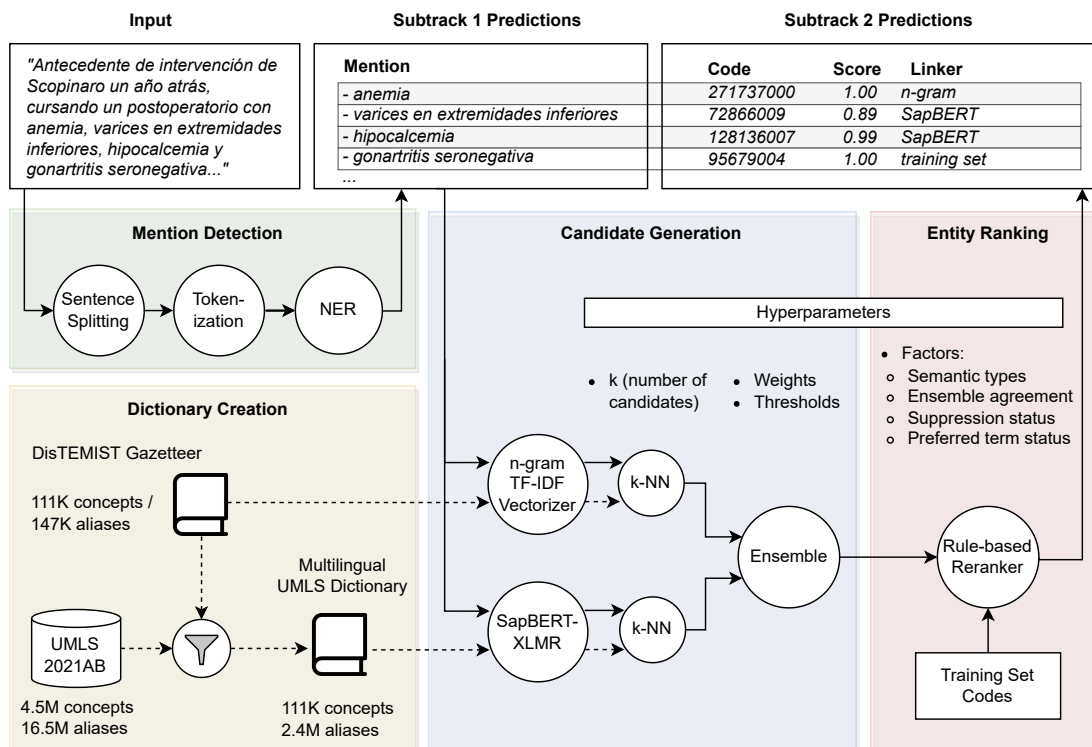 Input
Subtrack 1 Predictions
Subtrack 2 Predictions
"Antecedente de intervención de
Scopinaro un año atrás,
cursando un postoperatorio con
anemia, varices en extremidades
inferiores, hipocalcemia y
gonartritis seronegativa..."
Mention
- anemia
- varices en extremidades inferiores
- hipocalcemia
- gonartritis seronegativa
...
Code Score Linker
271737000 1.00 n-gram
72866009 0.89 SapBERT
128136007 0.99 SapBERT
95679004 1.00 training set
Mention Detection
Sentence
Splitting
Token-
ization
NER
Candidate Generation
Entity Ranking
Hyperparameters
• k (number of
candidates)
• Weights
• Thresholds
• Factors:
o Semantic types
o Ensemble agreement
o Suppression status
o Preferred term status
Dictionary Creation
DisTEMIST Gazetteer
111K concepts /
147K aliases
Multilingual
UMLS Dictionary
UMLS
2021AB
4.5M concepts
16.5M aliases
111K concepts
2.4M aliases
n-gram
TF-IDF
Vectorizer
k-NN
SapBERT-
XLMR
k-NN
Ensemble
Rule-based
Reranker
Training Set
Codes